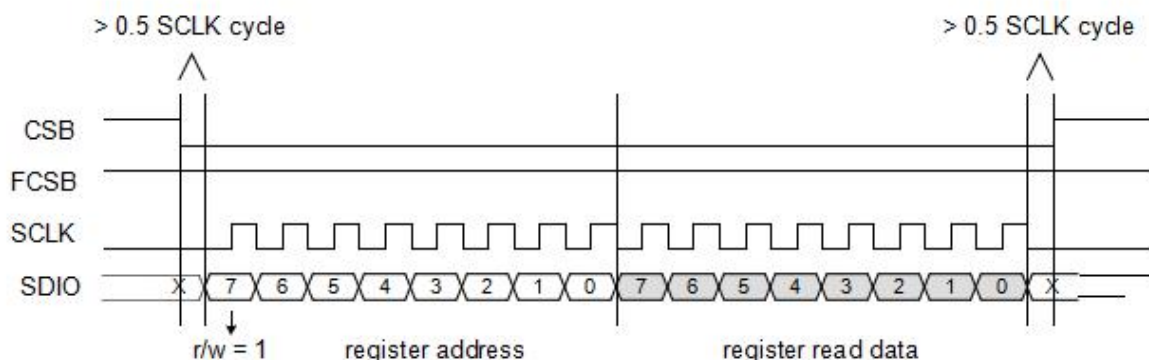 > 0.5 SCLK cycle > 0.5 SCLK cycle
CSB
FCSB
SCLK
SDIO X 7 6 5 4 3 2 1 0 7 6 5 4 3 2 1 0 X
r/w = 1 register address register read data